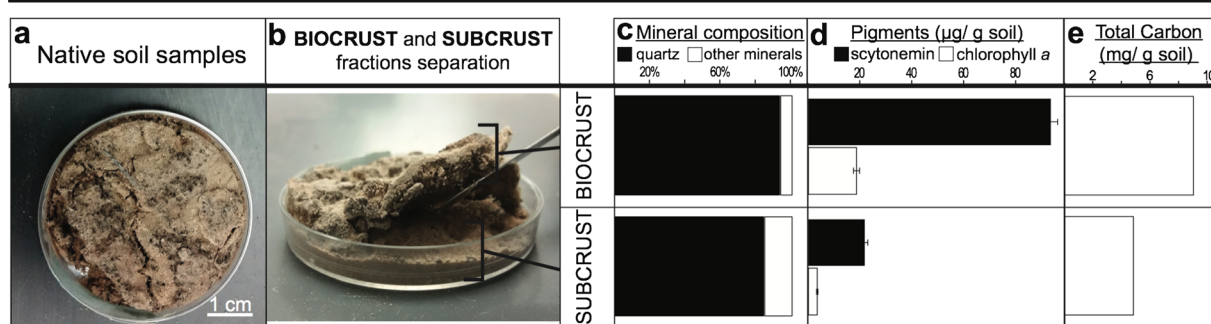 a
Native soil samples
b BIOCRUST and SUBCRUST
fractions separation
c Mineral composition
quartz other minerals
20% 60% 100%
d Pigments (µg/ g soil)
scytonemin chlorophyll a
20 40 60 80
e Total Carbon
(mg/ g soil)
2 6 10
1 cm
BIOCRUST
SUBCRUST